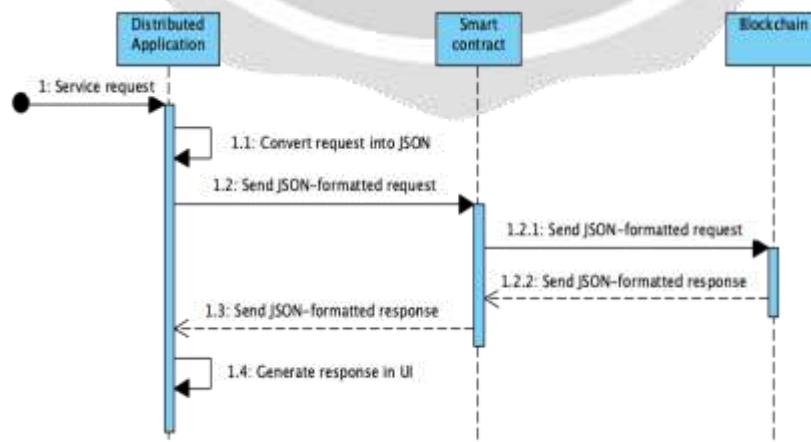 Distributed
Application
Smart
contract
Blockchain
1: Service request
1.1: Convert request into JSON
1.2: Send JSON-formatted request
1.2.1: Send JSON-formatted request
1.2.2: Send JSON-formatted response
1.3: Send JSON-formatted response
1.4: Generate response in UI